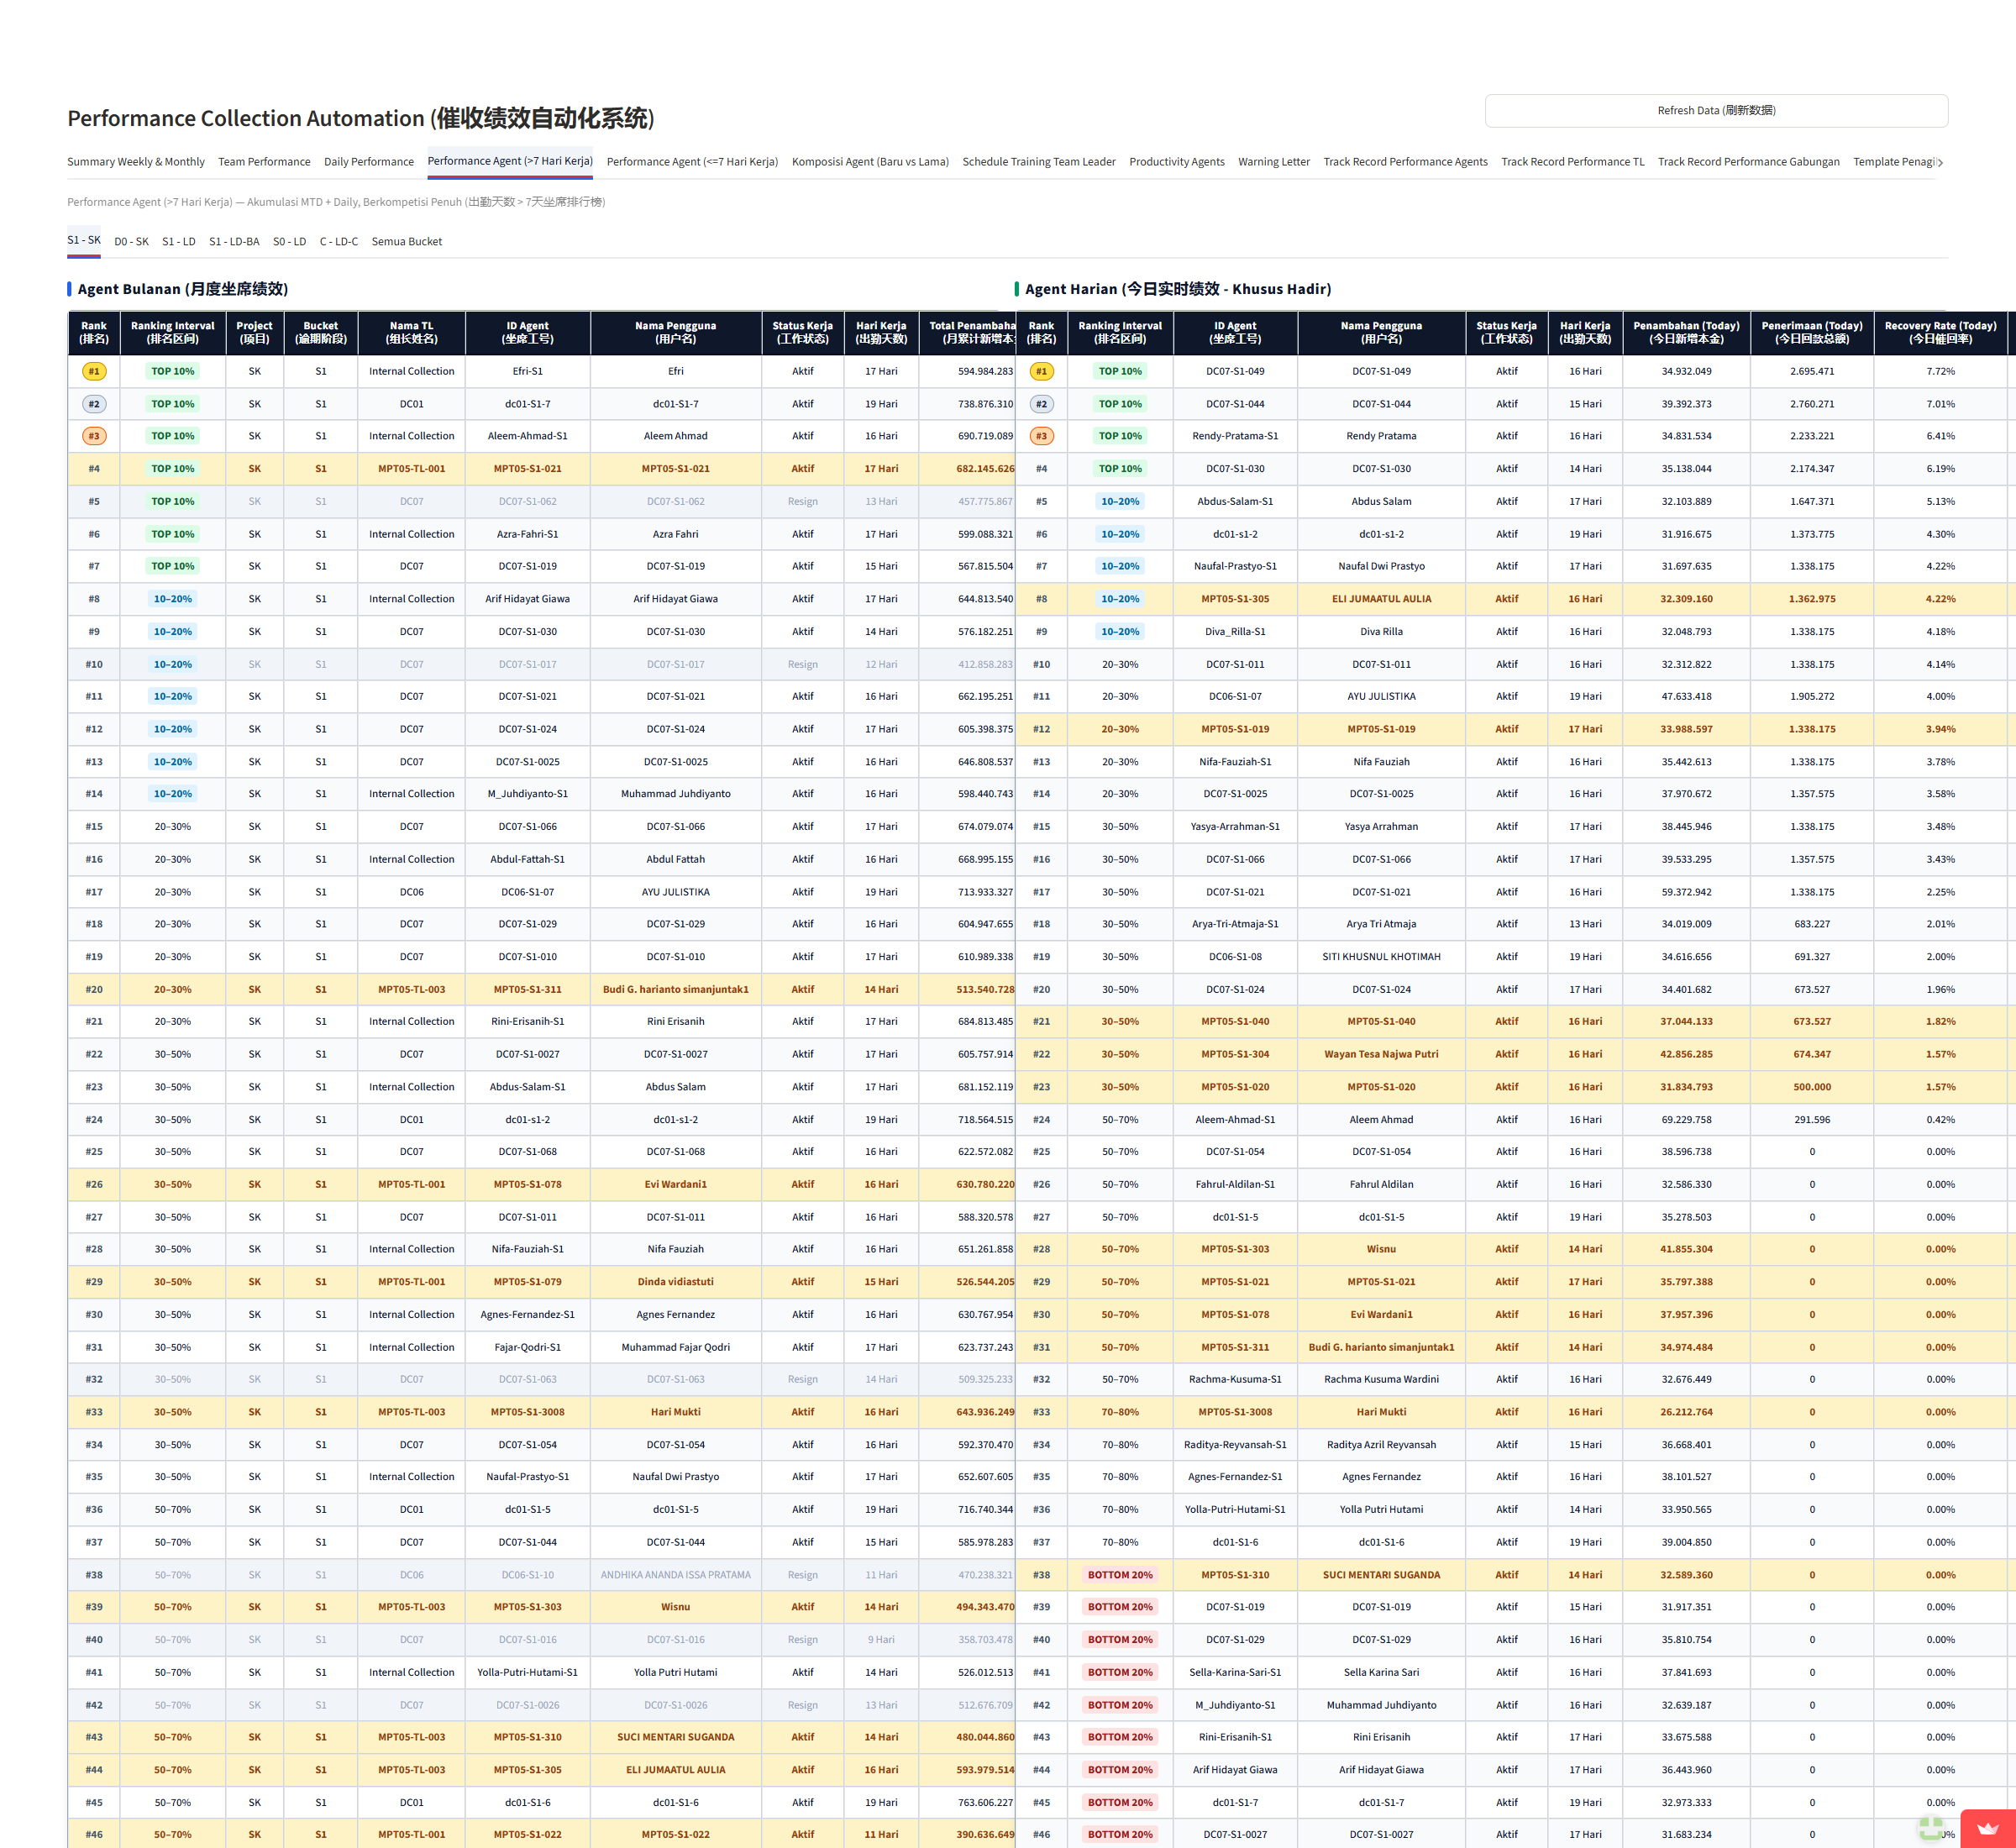 Performance Collection Automation (催收绩效自动化系统)
Refresh Data (刷新数据)
Summary Weekly & Monthly Team Performance Daily Performance Performance Agent (>7 Hari Kerja) Performance Agent (<=7 Hari Kerja) Komposisi Agent (Baru vs Lama) Schedule Training Team Leader Productivity Agents Warning Letter Track Record Performance Agents Track Record Performance TL Track Record Performance Gabungan Template Penagi
Performance Agent (>7 Hari Kerja) — Akumulasi MTD + Daily, Berkompetisi Penuh (出勤天数 > 7天坐席排行榜)
S1 - SK D0 - SK S1 - LD S1 - LD-BA S0 - LD C - LD-C Semua Bucket
Agent Bulanan (月度坐席绩效)
Rank Ranking Interval Project Bucket Nama TL ID Agent Nama Pengguna Status Kerja Hari Kerja Total Penambaha
(排名) (排名区间) (项目) (逾期阶段) (组长姓名) (坐席工号) (用户名) (工作状态) (出勤天数) (月累计新增本
#1 TOP 10% SK S1 Internal Collection Efri-S1 Efri Aktif 17 Hari 594.984.283
#2 TOP 10% SK S1 DC01 dc01-S1-7 dc01-S1-7 Aktif 19 Hari 738.876.310
#3 TOP 10% SK S1 Internal Collection Aleem-Ahmad-S1 Aleem Ahmad Aktif 16 Hari 690.719.089
#4 TOP 10% SK S1 MPT05-TL-001 MPT05-S1-021 MPT05-S1-021 Aktif 17 Hari 682.145.626
#5 TOP 10% SK S1 DC07 DC07-S1-062 DC07-S1-062 Resign 13 Hari 457.775.867
#6 TOP 10% SK S1 Internal Collection Azra-Fahri-S1 Azra Fahri Aktif 17 Hari 599.088.321
#7 TOP 10% SK S1 DC07 DC07-S1-019 DC07-S1-019 Aktif 15 Hari 567.815.504
#8 10–20% SK S1 Internal Collection Arif Hidayat Giawa Arif Hidayat Giawa Aktif 17 Hari 644.813.540
#9 10–20% SK S1 DC07 DC07-S1-030 DC07-S1-030 Aktif 14 Hari 576.182.251
#10 10–20% SK S1 DC07 DC07-S1-017 DC07-S1-017 Resign 12 Hari 412.858.283
#11 10–20% SK S1 DC07 DC07-S1-021 DC07-S1-021 Aktif 16 Hari 662.195.251
#12 10–20% SK S1 DC07 DC07-S1-024 DC07-S1-024 Aktif 17 Hari 605.398.375
#13 10–20% SK S1 DC07 DC07-S1-0025 DC07-S1-0025 Aktif 16 Hari 646.808.537
#14 10–20% SK S1 Internal Collection M_Juhdiyanto-S1 Muhammad Juhdiyanto Aktif 16 Hari 598.440.743
#15 20–30% SK S1 DC07 DC07-S1-066 DC07-S1-066 Aktif 17 Hari 674.079.074
#16 20–30% SK S1 Internal Collection Abdul-Fattah-S1 Abdul Fattah Aktif 16 Hari 668.995.155
#17 20–30% SK S1 DC06 DC06-S1-07 AYU JULISTIKA Aktif 19 Hari 713.933.327
#18 20–30% SK S1 DC07 DC07-S1-029 DC07-S1-029 Aktif 16 Hari 604.947.655
#19 20–30% SK S1 DC07 DC07-S1-010 DC07-S1-010 Aktif 17 Hari 610.989.338
#20 20–30% SK S1 MPT05-TL-003 MPT05-S1-311 Budi G. harianto simanjuntak1 Aktif 14 Hari 513.540.728
#21 20–30% SK S1 Internal Collection Rini-Erisanih-S1 Rini Erisanih Aktif 17 Hari 684.813.485
#22 30–50% SK S1 DC07 DC07-S1-0027 DC07-S1-0027 Aktif 17 Hari 605.757.914
#23 30–50% SK S1 Internal Collection Abdus-Salam-S1 Abdus Salam Aktif 17 Hari 681.152.119
#24 30–50% SK S1 DC01 dc01-s1-2 dc01-s1-2 Aktif 19 Hari 718.564.515
#25 30–50% SK S1 DC07 DC07-S1-068 DC07-S1-068 Aktif 16 Hari 622.572.082
#26 30–50% SK S1 MPT05-TL-001 MPT05-S1-078 Evi Wardani1 Aktif 16 Hari 630.780.220
#27 30–50% SK S1 DC07 DC07-S1-011 DC07-S1-011 Aktif 16 Hari 588.320.578
#28 30–50% SK S1 Internal Collection Nifa-Fauziah-S1 Nifa Fauziah Aktif 16 Hari 651.261.858
#29 30–50% SK S1 MPT05-TL-001 MPT05-S1-079 Dinda vidiastuti Aktif 15 Hari 526.544.205
#30 30–50% SK S1 Internal Collection Agnes-Fernandez-S1 Agnes Fernandez Aktif 16 Hari 630.767.954
#31 30–50% SK S1 Internal Collection Fajar-Qodri-S1 Muhammad Fajar Qodri Aktif 17 Hari 623.737.243
#32 30–50% SK S1 DC07 DC07-S1-063 DC07-S1-063 Resign 14 Hari 509.325.233
#33 30–50% SK S1 MPT05-TL-003 MPT05-S1-3008 Hari Mukti Aktif 16 Hari 643.936.249
#34 30–50% SK S1 DC07 DC07-S1-054 DC07-S1-054 Aktif 16 Hari 592.370.470
#35 30–50% SK S1 Internal Collection Naufal-Prastyo-S1 Naufal Dwi Prastyo Aktif 17 Hari 652.607.605
#36 50–70% SK S1 DC01 dc01-S1-5 dc01-S1-5 Aktif 19 Hari 716.740.344
#37 50–70% SK S1 DC07 DC07-S1-044 DC07-S1-044 Aktif 15 Hari 585.978.283
#38 50–70% SK S1 DC06 DC06-S1-10 ANDHIKA ANANDA ISSA PRATAMA Resign 11 Hari 470.238.321
#39 50–70% SK S1 MPT05-TL-003 MPT05-S1-303 Wisnu Aktif 14 Hari 494.343.470
#40 50–70% SK S1 DC07 DC07-S1-016 DC07-S1-016 Resign 9 Hari 358.703.478
#41 50–70% SK S1 Internal Collection Yolla-Putri-Hutami-S1 Yolla Putri Hutami Aktif 14 Hari 526.012.513
#42 50–70% SK S1 DC07 DC07-S1-0026 DC07-S1-0026 Resign 13 Hari 512.676.709
#43 50–70% SK S1 MPT05-TL-003 MPT05-S1-310 SUCI MENTARI SUGANDA Aktif 14 Hari 480.044.860
#44 50–70% SK S1 MPT05-TL-003 MPT05-S1-305 ELI JUMAATUL AULIA Aktif 16 Hari 593.979.514
#45 50–70% SK S1 DC01 dc01-S1-6 dc01-S1-6 Aktif 19 Hari 763.606.227
#46 50–70% SK S1 MPT05-TL-001 MPT05-S1-022 MPT05-S1-022 Aktif 11 Hari 390.636.649
Agent Harian (今日实时绩效 - Khusus Hadir)
Rank Ranking Interval ID Agent Nama Pengguna Status Kerja Hari Kerja Penambahan (Today) Penerimaan (Today) Recovery Rate (Today)
(排名) (排名区间) (坐席工号) (用户名) (工作状态) (出勤天数) (今日新增本金) (今日回款总额) (今日催回率)
#1 TOP 10% DC07-S1-049 DC07-S1-049 Aktif 16 Hari 34.932.049 2.695.471 7.72%
#2 TOP 10% DC07-S1-044 DC07-S1-044 Aktif 15 Hari 39.392.373 2.760.271 7.01%
#3 TOP 10% Rendy-Pratama-S1 Rendy Pratama Aktif 16 Hari 34.831.534 2.233.221 6.41%
#4 TOP 10% DC07-S1-030 DC07-S1-030 Aktif 14 Hari 35.138.044 2.174.347 6.19%
#5 10–20% Abdus-Salam-S1 Abdus Salam Aktif 17 Hari 32.103.889 1.647.371 5.13%
#6 10–20% dc01-s1-2 dc01-s1-2 Aktif 19 Hari 31.916.675 1.373.775 4.30%
#7 10–20% Naufal-Prastyo-S1 Naufal Dwi Prastyo Aktif 17 Hari 31.697.635 1.338.175 4.22%
#8 10–20% MPT05-S1-305 ELI JUMAATUL AULIA Aktif 16 Hari 32.309.160 1.362.975 4.22%
#9 10–20% Diva_Rilla-S1 Diva Rilla Aktif 16 Hari 32.048.793 1.338.175 4.18%
#10 20–30% DC07-S1-011 DC07-S1-011 Aktif 16 Hari 32.312.822 1.338.175 4.14%
#11 20–30% DC06-S1-07 AYU JULISTIKA Aktif 19 Hari 47.633.418 1.905.272 4.00%
#12 20–30% MPT05-S1-019 MPT05-S1-019 Aktif 17 Hari 33.988.597 1.338.175 3.94%
#13 20–30% Nifa-Fauziah-S1 Nifa Fauziah Aktif 16 Hari 35.442.613 1.338.175 3.78%
#14 20–30% DC07-S1-0025 DC07-S1-0025 Aktif 16 Hari 37.970.672 1.357.575 3.58%
#15 30–50% Yasya-Arrahman-S1 Yasya Arrahman Aktif 17 Hari 38.445.946 1.338.175 3.48%
#16 30–50% DC07-S1-066 DC07-S1-066 Aktif 17 Hari 39.533.295 1.357.575 3.43%
#17 30–50% DC07-S1-021 DC07-S1-021 Aktif 16 Hari 59.372.942 1.338.175 2.25%
#18 30–50% Arya-Tri-Atmaja-S1 Arya Tri Atmaja Aktif 13 Hari 34.019.009 683.227 2.01%
#19 30–50% DC06-S1-08 SITI KHUSNUL KHOTIMAH Aktif 19 Hari 34.616.656 691.327 2.00%
#20 30–50% DC07-S1-024 DC07-S1-024 Aktif 17 Hari 34.401.682 673.527 1.96%
#21 30–50% MPT05-S1-040 MPT05-S1-040 Aktif 16 Hari 37.044.133 673.527 1.82%
#22 30–50% MPT05-S1-304 Wayan Tesa Najwa Putri Aktif 16 Hari 42.856.285 674.347 1.57%
#23 30–50% MPT05-S1-020 MPT05-S1-020 Aktif 16 Hari 31.834.793 500.000 1.57%
#24 50–70% Aleem-Ahmad-S1 Aleem Ahmad Aktif 16 Hari 69.229.758 291.596 0.42%
#25 50–70% DC07-S1-054 DC07-S1-054 Aktif 16 Hari 38.596.738 0 0.00%
#26 50–70% Fahrul-Aldilan-S1 Fahrul Aldilan Aktif 16 Hari 32.586.330 0 0.00%
#27 50–70% dc01-S1-5 dc01-S1-5 Aktif 19 Hari 35.278.503 0 0.00%
#28 50–70% MPT05-S1-303 Wisnu Aktif 14 Hari 41.855.304 0 0.00%
#29 50–70% MPT05-S1-021 MPT05-S1-021 Aktif 17 Hari 35.797.388 0 0.00%
#30 50–70% MPT05-S1-078 Evi Wardani1 Aktif 16 Hari 37.957.396 0 0.00%
#31 50–70% MPT05-S1-311 Budi G. harianto simanjuntak1 Aktif 14 Hari 34.974.484 0 0.00%
#32 50–70% Rachma-Kusuma-S1 Rachma Kusuma Wardini Aktif 16 Hari 32.676.449 0 0.00%
#33 70–80% MPT05-S1-3008 Hari Mukti Aktif 16 Hari 26.212.764 0 0.00%
#34 70–80% Raditya-Reyvansah-S1 Raditya Azril Reyvansah Aktif 15 Hari 36.668.401 0 0.00%
#35 70–80% Agnes-Fernandez-S1 Agnes Fernandez Aktif 16 Hari 38.101.527 0 0.00%
#36 70–80% Yolla-Putri-Hutami-S1 Yolla Putri Hutami Aktif 14 Hari 33.950.565 0 0.00%
#37 70–80% dc01-S1-6 dc01-S1-6 Aktif 19 Hari 39.004.850 0 0.00%
#38 BOTTOM 20% MPT05-S1-310 SUCI MENTARI SUGANDA Aktif 14 Hari 32.589.360 0 0.00%
#39 BOTTOM 20% DC07-S1-019 DC07-S1-019 Aktif 15 Hari 31.917.351 0 0.00%
#40 BOTTOM 20% DC07-S1-029 DC07-S1-029 Aktif 16 Hari 35.810.754 0 0.00%
#41 BOTTOM 20% Sella-Karina-Sari-S1 Sella Karina Sari Aktif 16 Hari 37.841.693 0 0.00%
#42 BOTTOM 20% M_Juhdiyanto-S1 Muhammad Juhdiyanto Aktif 16 Hari 32.639.187 0 0.00%
#43 BOTTOM 20% Rini-Erisanih-S1 Rini Erisanih Aktif 17 Hari 33.675.588 0 0.00%
#44 BOTTOM 20% Arif Hidayat Giawa Arif Hidayat Giawa Aktif 17 Hari 36.443.960 0 0.00%
#45 BOTTOM 20% dc01-S1-7 dc01-S1-7 Aktif 19 Hari 32.973.333 0 0.00%
#46 BOTTOM 20% DC07-S1-0027 DC07-S1-0027 Aktif 17 Hari 31.683.234 0